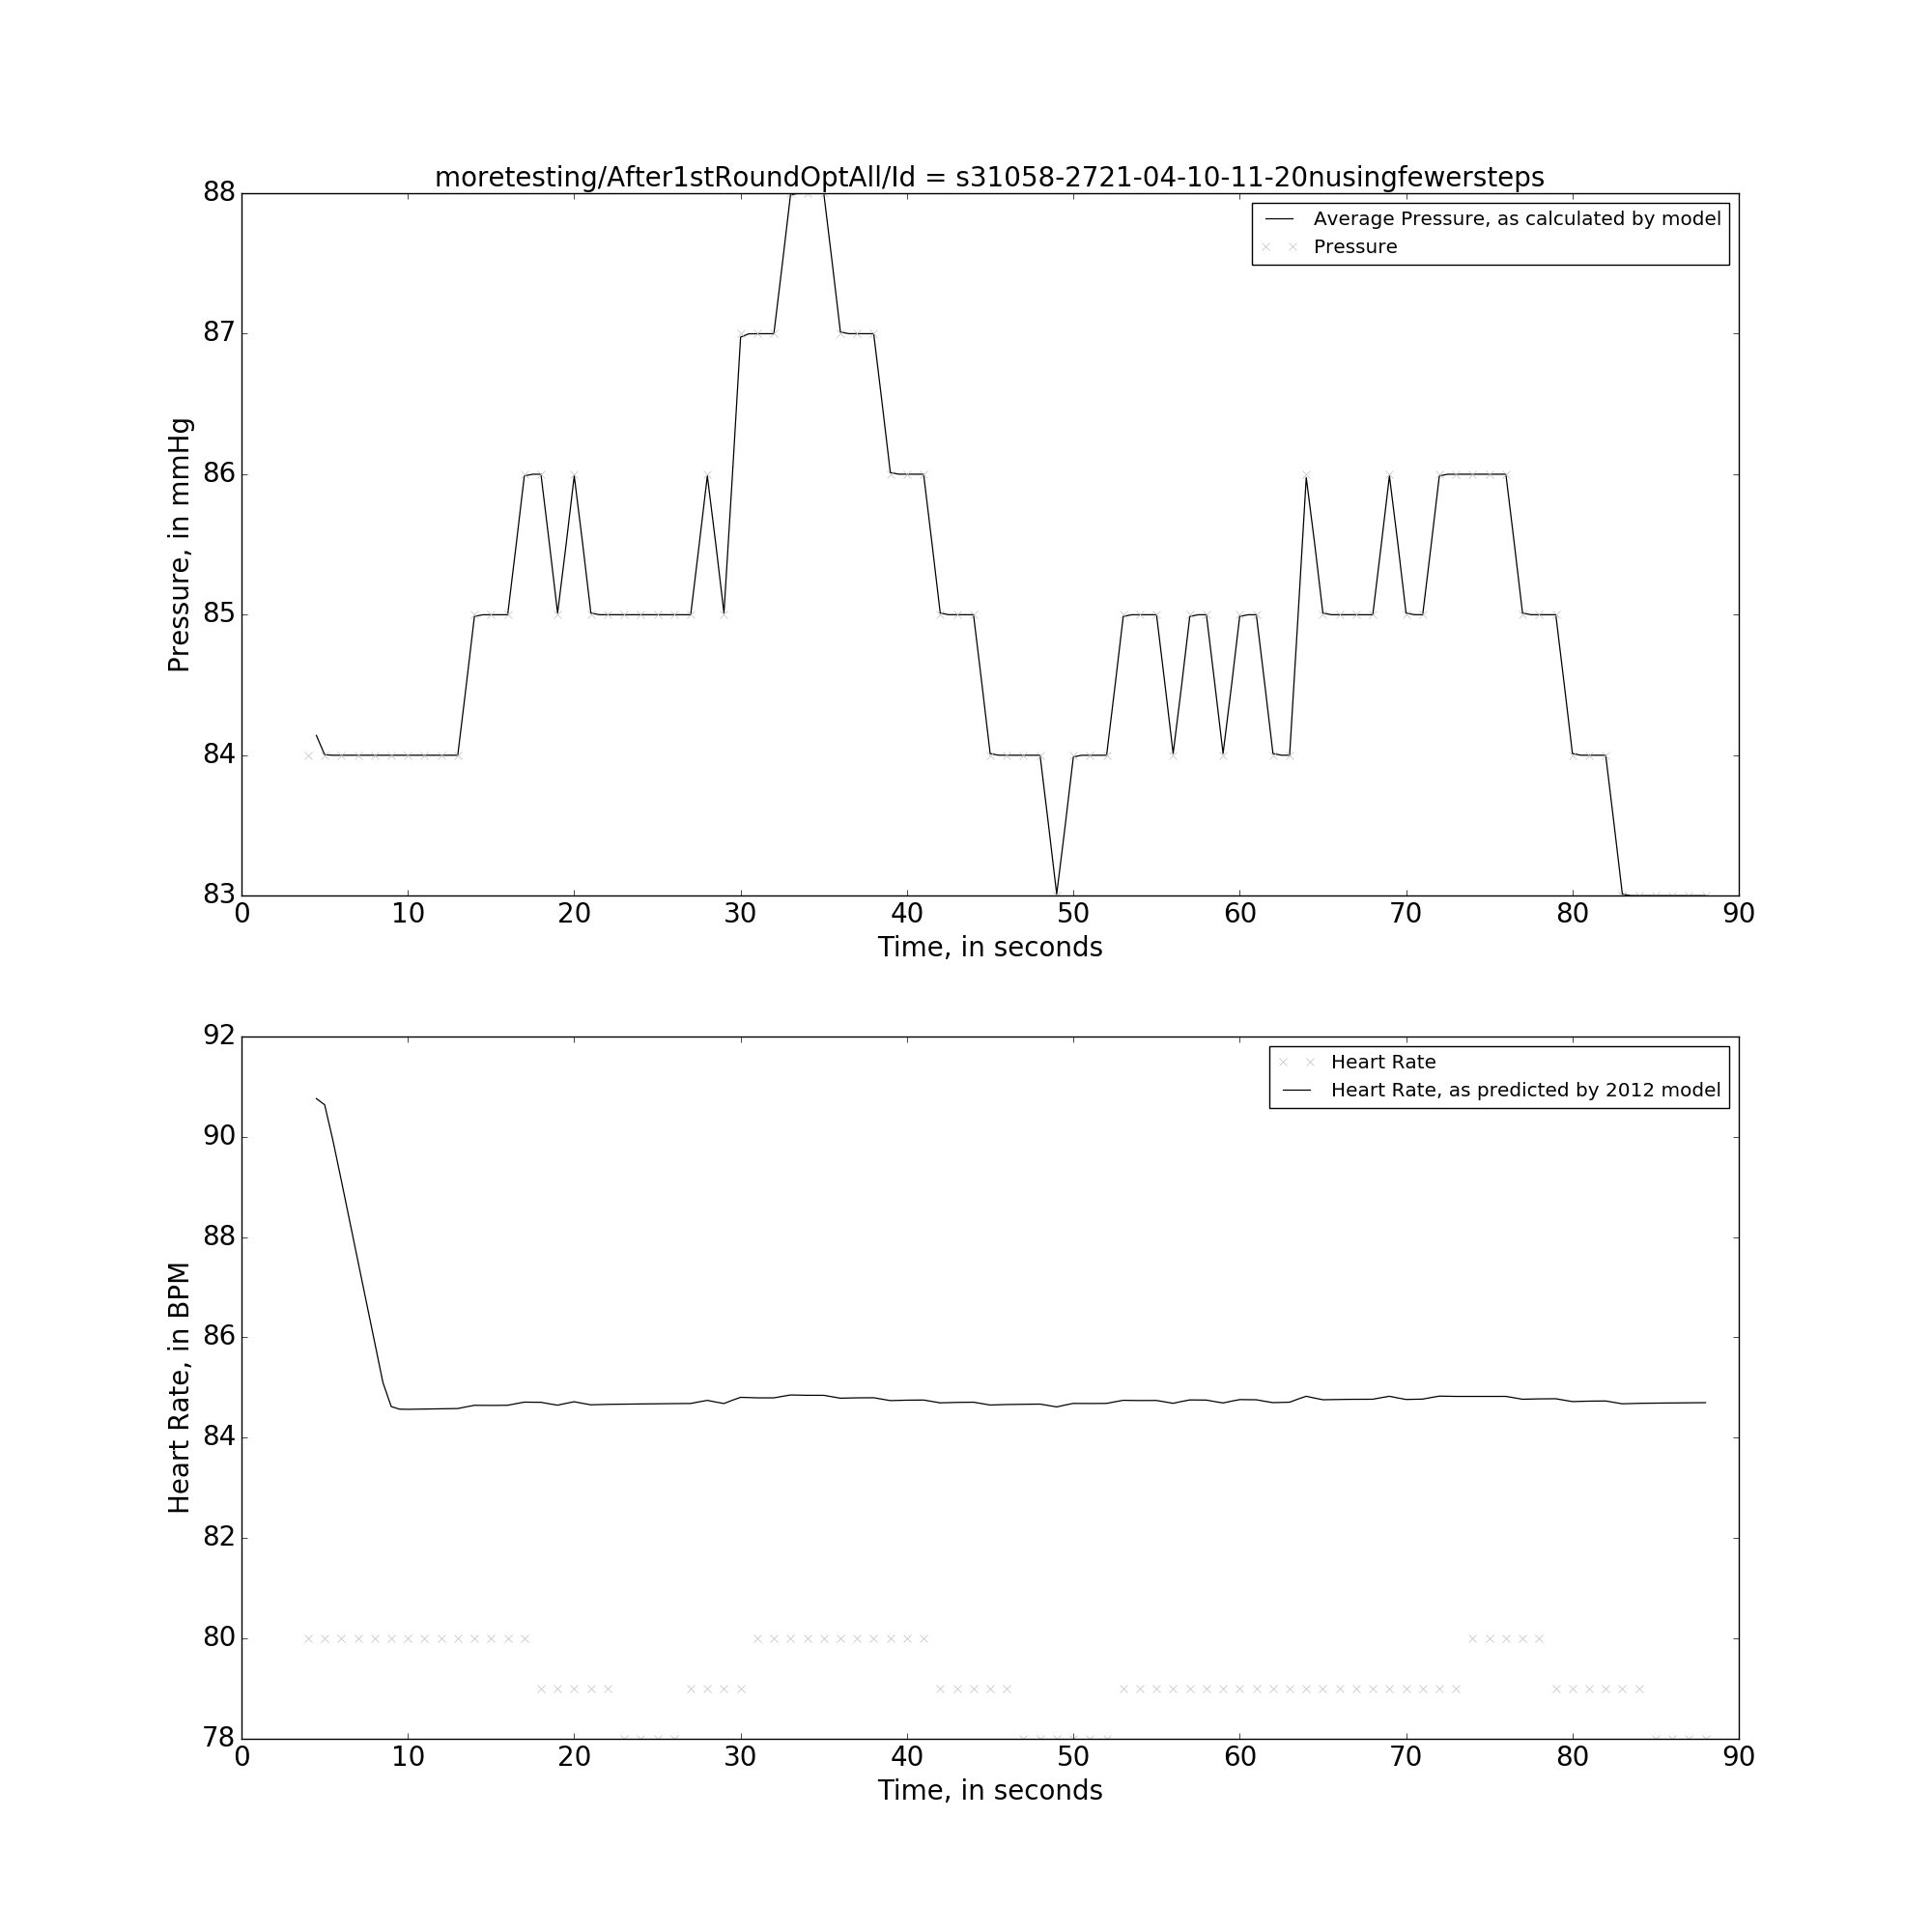 moretesting/After1stRoundOptAll/Id = s31058-2721-04-10-11-20nusingfewersteps
88
87
86
85
84
83
Pressure, in mmHg
Average Pressure, as calculated by model
Pressure
0 10 20 30 40 50 60 70 80 90
Time, in seconds
92
90
88
86
84
82
80
78
Heart Rate, in BPM
Heart Rate
Heart Rate, as predicted by 2012 model
0 10 20 30 40 50 60 70 80 90
Time, in seconds